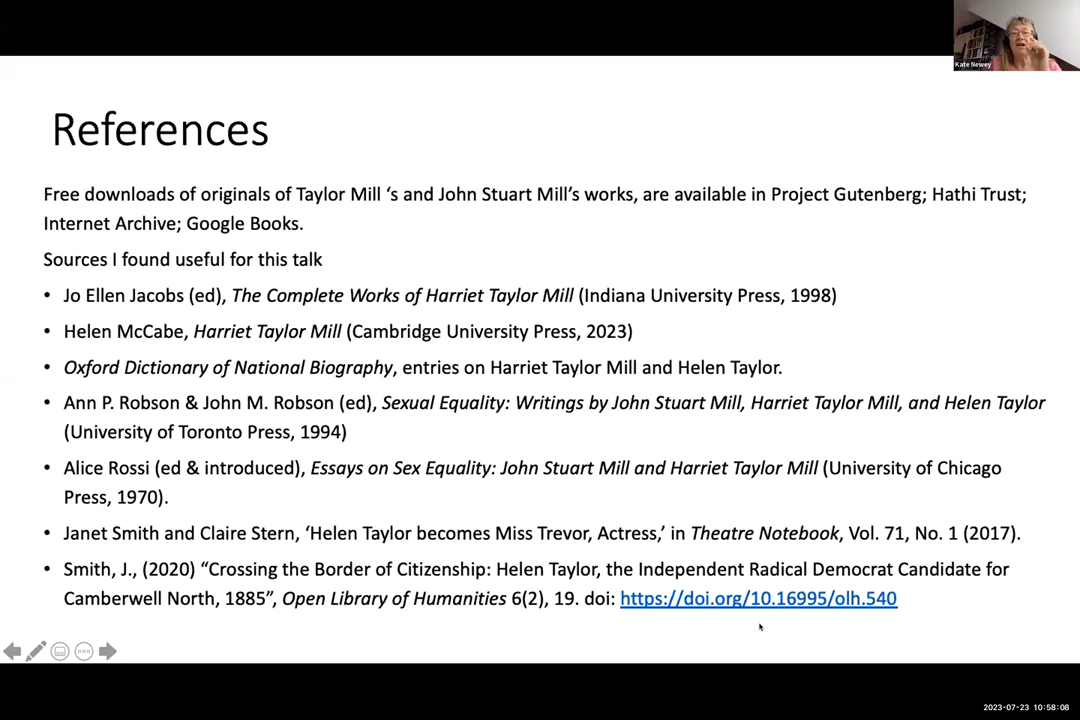 Kate Newey
References
Free downloads of originals of Taylor Mill ‘s and John Stuart Mill’s works, are available in Project Gutenberg; Hathi Trust;
Internet Archive; Google Books.
Sources I found useful for this talk
• Jo Ellen Jacobs (ed), The Complete Works of Harriet Taylor Mill (Indiana University Press, 1998)
• Helen McCabe, Harriet Taylor Mill (Cambridge University Press, 2023)
• Oxford Dictionary of National Biography, entries on Harriet Taylor Mill and Helen Taylor.
• Ann P. Robson & John M. Robson (ed), Sexual Equality: Writings by John Stuart Mill, Harriet Taylor Mill, and Helen Taylor
(University of Toronto Press, 1994)
• Alice Rossi (ed & introduced), Essays on Sex Equality: John Stuart Mill and Harriet Taylor Mill (University of Chicago
Press, 1970).
• Janet Smith and Claire Stern, ‘Helen Taylor becomes Miss Trevor, Actress,’ in Theatre Notebook, Vol. 71, No. 1 (2017).
• Smith, J., (2020) “Crossing the Border of Citizenship: Helen Taylor, the Independent Radical Democrat Candidate for
Camberwell North, 1885”, Open Library of Humanities 6(2), 19. doi: https://doi.org/10.16995/olh.540
2023-07-23 10:58:08